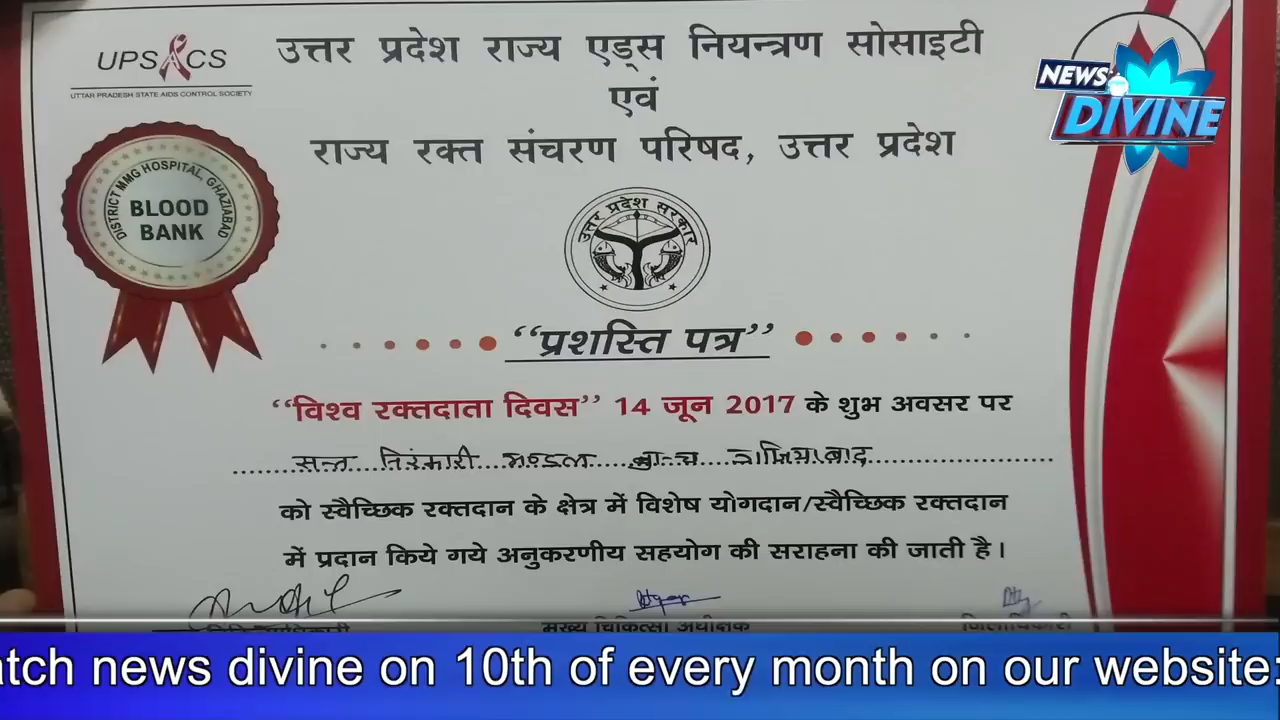 UPSACS
UTTAR PRADESH STATE AIDS CONTROL SOCIETY
उत्तर प्रदेश राज्य एड्स नियन्त्रण सोसाइटी
एवं
राज्य रक्त संचरण परिषद, उत्तर प्रदेश
NEWS
DIVINE
DISTRICT MMG HOSPITAL, GHAZIABAD
BLOOD
BANK
उत्तर प्रदेश सरकार
“प्रशस्ति पत्र”
“विश्व रक्तदाता दिवस” 14 जून 2017 के शुभ अवसर पर
सन्त निरंकारी मण्डल ब्रान्च गाजियाबाद
को स्वैच्छिक रक्तदान के क्षेत्र में विशेष योगदान/स्वैच्छिक रक्तदान
में प्रदान किये गये अनुकरणीय सहयोग की सराहना की जाती है।
मुख्य चिकित्सा अधीक्षक
जिलाधिकारी
atch news divine on 10th of every month on our website: